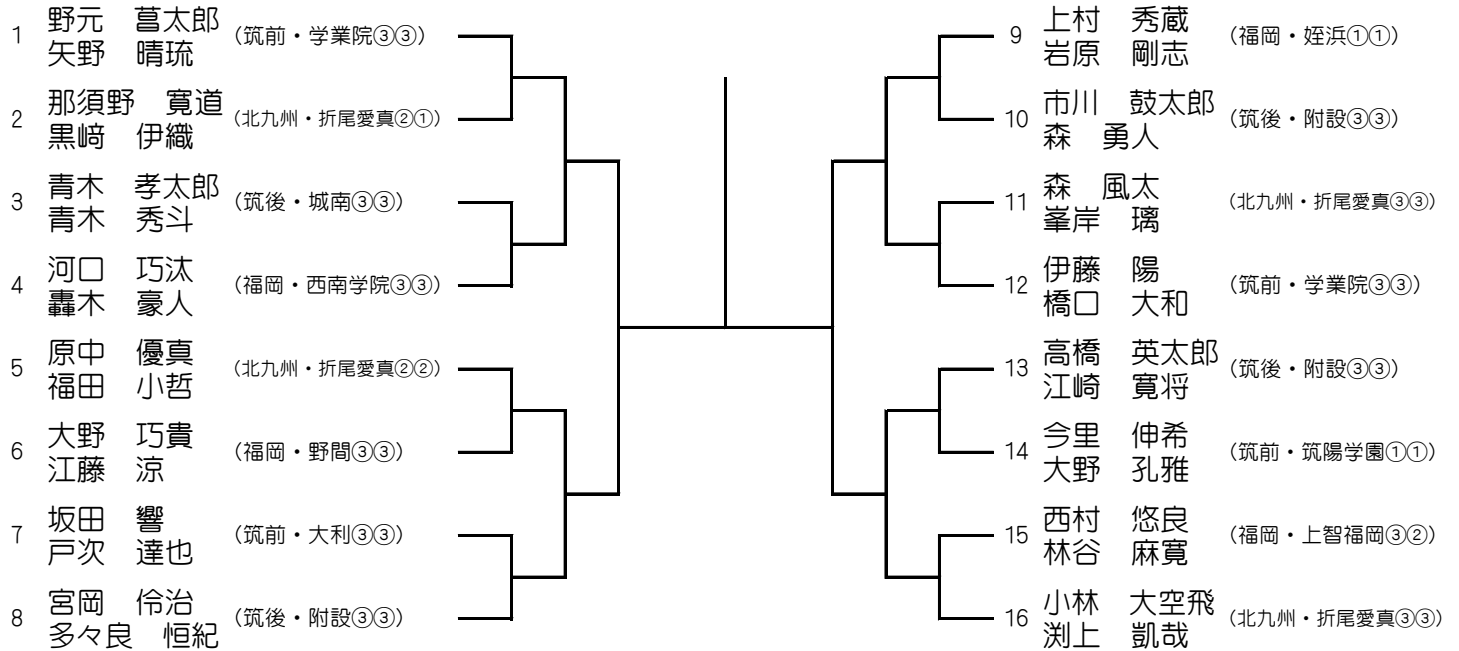 1 野元　菖太郎 (筑前・学業院③③)
矢野　晴琉
2 那須野　寛道 (北九州・折尾愛真②①)
黒﨑　伊織
3 青木　孝太郎 (筑後・城南③③)
青木　秀斗
4 河口　巧汰 (福岡・西南学院③③)
轟木　豪人
5 原中　優真 (北九州・折尾愛真②②)
福田　小哲
6 大野　巧貴 (福岡・野間③③)
江藤　涼
7 坂田　響 (筑前・大利③③)
戸次　達也
8 宮岡　伶治 (筑後・附設③③)
多々良　恒紀
9 上村　秀蔵 (福岡・姪浜①①)
岩原　剛志
10 市川　鼓太郎 (筑後・附設③③)
森　勇人
11 森　風太 (北九州・折尾愛真③③)
峯岸　璃
12 伊藤　陽 (筑前・学業院③③)
橋口　大和
13 高橋　英太郎 (筑後・附設③③)
江崎　寛将
14 今里　伸希 (筑前・筑陽学園①①)
大野　孔雅
15 西村　悠良 (福岡・上智福岡③②)
林谷　麻寛
16 小林　大空飛 (北九州・折尾愛真③③)
渕上　凱哉